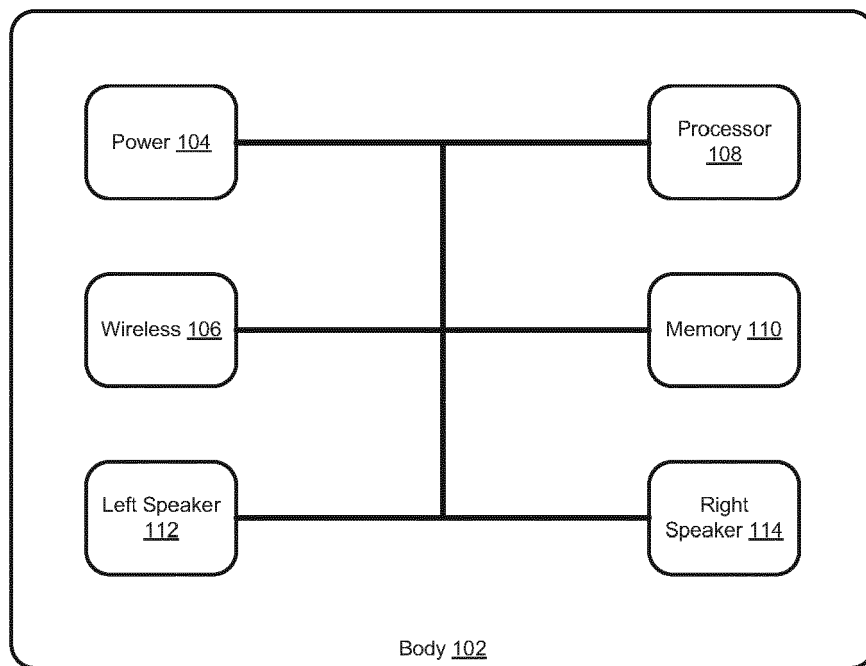 Power 104
Processor
108
Wireless 106
Memory 110
Left Speaker
112
Right
Speaker 114
Body 102